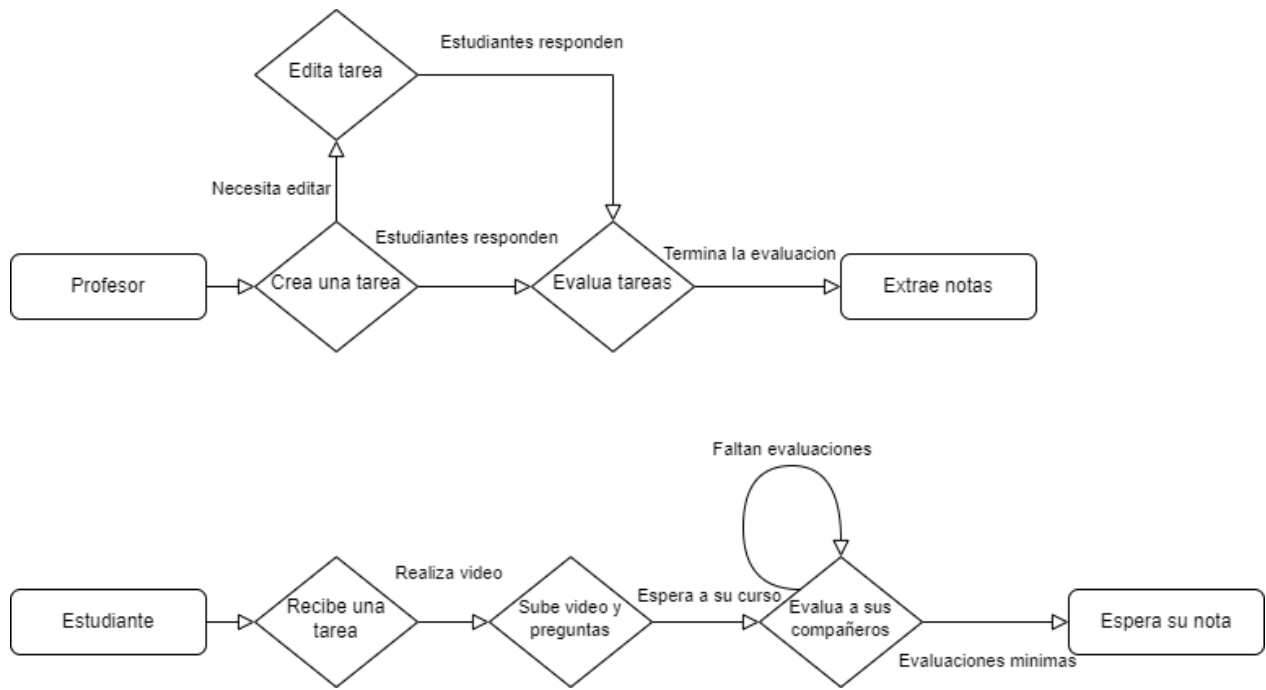 Estudiantes responden
Edita tarea
Necesita editar
Estudiantes responden
Termina la evaluacion
Profesor
Crea una tarea
Evalua tareas
Extrae notas
Faltan evaluaciones
Realiza video
Espera a su curso
Estudiante
Recibe una
tarea
Sube video y
preguntas
Evalua a sus
compañeros
Espera su nota
Evaluaciones minimas